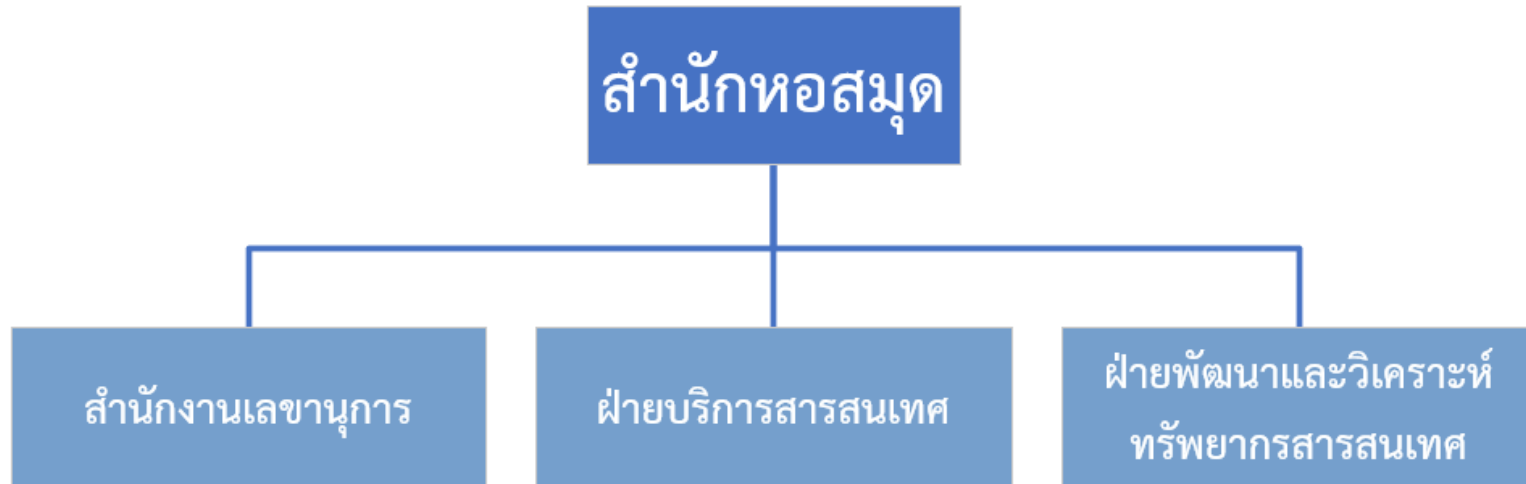 สำนักหอสมุด
สำนักงานเลขานุการ
ฝ่ายบริการสารสนเทศ
ฝ่ายพัฒนาและวิเคราะห์
ทรัพยากรสารสนเทศ